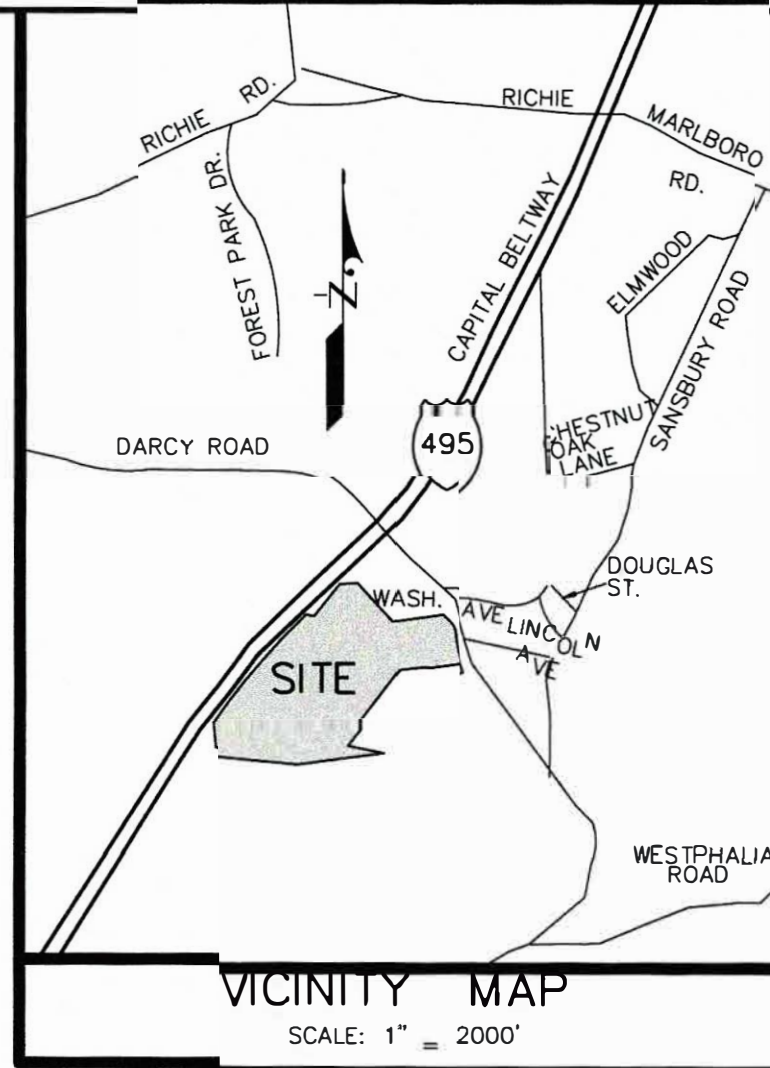 RICHIE RD.
RICHIE
MARLBORO
RD.
FOREST PARK DR.
N
CAPITAL BELTWAY
ELMWOOD
SANSBURY ROAD
495
DARCY ROAD
CHESTNUT
OAK
LANE
DOUGLAS
ST.
WASH.
AVE
LINCOLN
AVE
SITE
WESTPHALIA
ROAD
VICINITY MAP
SCALE: 1" = 2000'